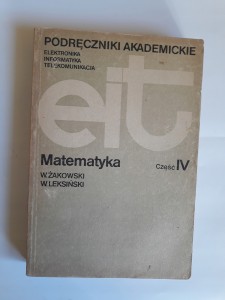 PODRĘCZNIKI AKADEMICKIE
ELEKTRONIKA
INFORMATYKA
TELEKOMUNIKACJA
eit
Matematyka Część IV
W. ŻAKOWSKI
W. LEKSIŃSKI